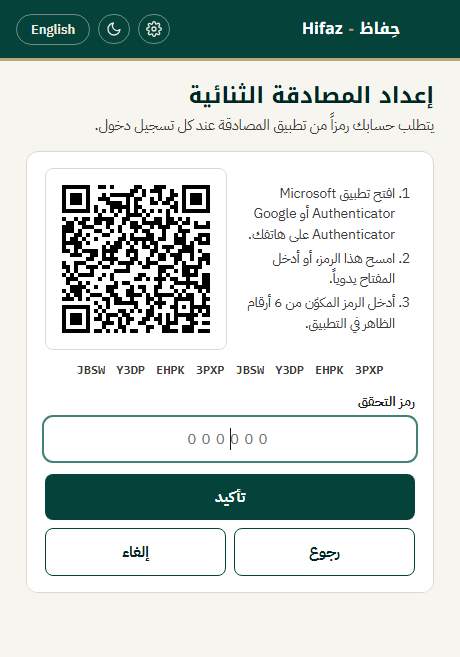 حِفاظ - Hifaz
English
إعداد المصادقة الثنائية
يتطلب حسابك رمزاً من تطبيق المصادقة عند كل تسجيل دخول.
1. افتح تطبيق Microsoft
Authenticator أو Google
Authenticator على هاتفك.
2. امسح هذا الرمز، أو أدخل
المفتاح يدوياً.
3. أدخل الرمز المكوّن من 6 أرقام
الظاهر في التطبيق.
JBSW Y3DP EHPK 3PXP JBSW Y3DP EHPK 3PXP
رمز التحقق
000000
تأكيد
رجوع
إلغاء